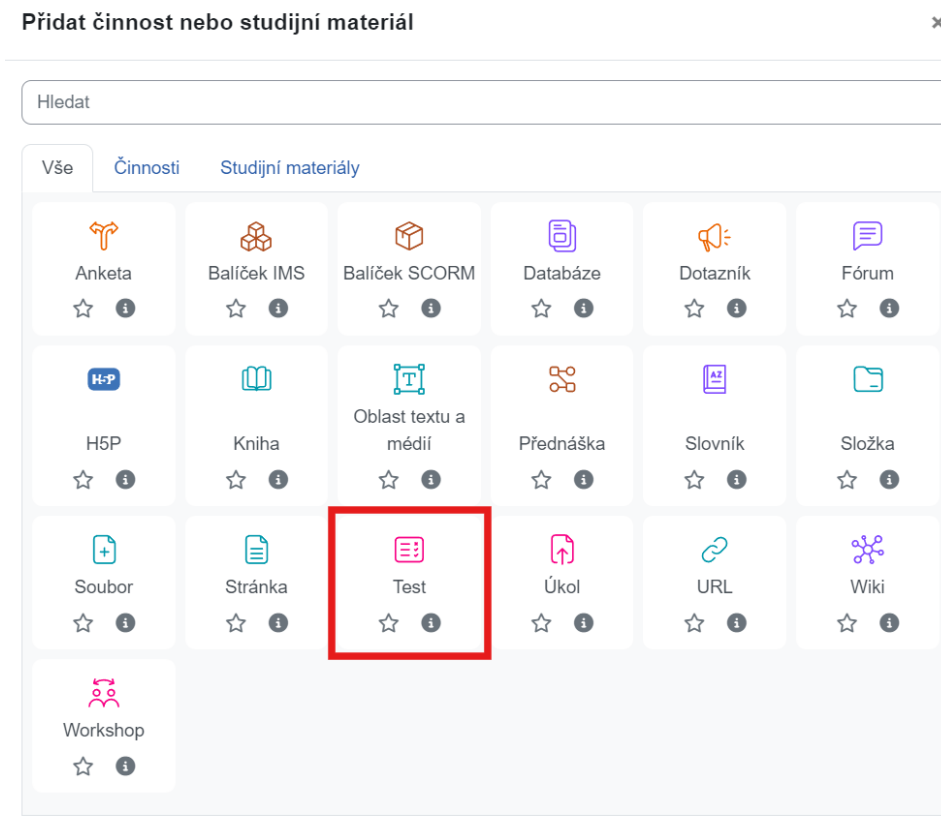 Přidat činnost nebo studijní materiál
Hledat
Vše Činnosti Studijní materiály
Anketa Balíček IMS Balíček SCORM Databáze Dotazník Fórum
H5P Kniha Oblast textu a médií Přednáška Slovník Složka
Soubor Stránka Test Úkol URL Wiki
Workshop